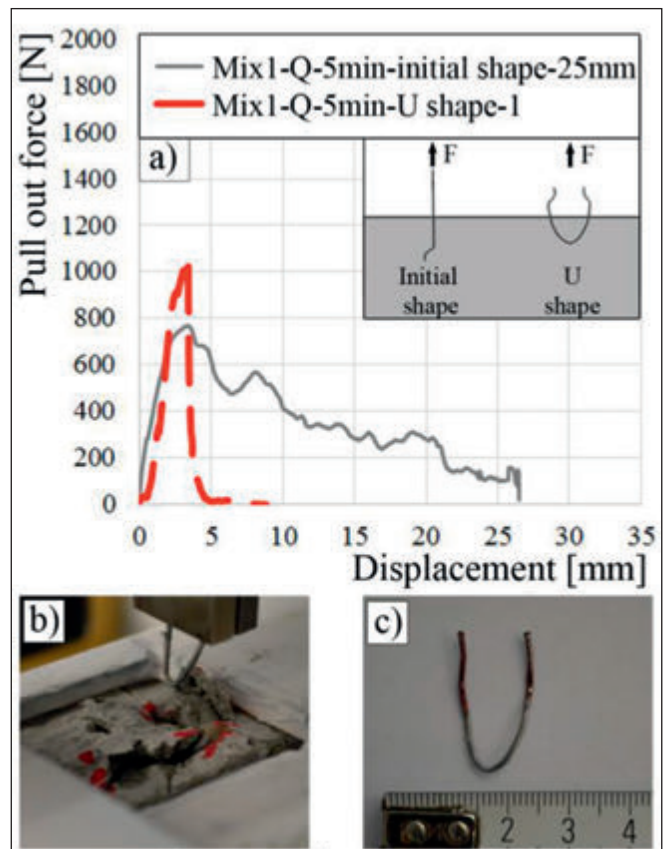 2000
1800
1600
1400
1200
1000
800
600
400
200
0
Pull out force [N]
Mix1-Q-5min-initial shape-25mm
Mix1-Q-5min-U shape-1
a)
F
F
Initial
shape
U
shape
0
5
10
15
20
25
30
35
Displacement [mm]
b)
c)
2
3
4